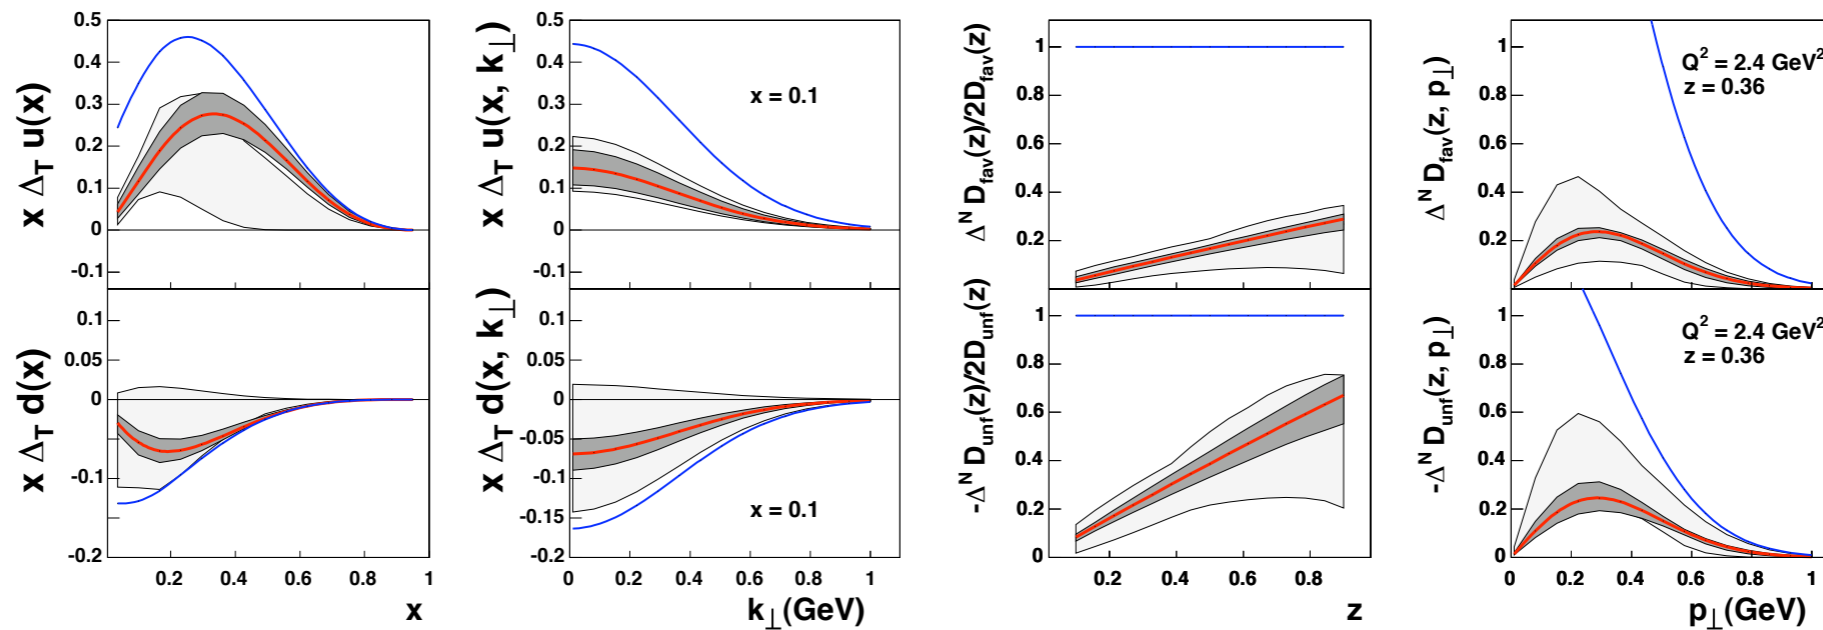 x Δ_T u(x)
0.5
0.4
0.3
0.2
0.1
0
-0.1
x Δ_T u(x, k_⊥)
0.5
0.4
0.3
0.2
0.1
0
-0.1
x = 0.1
Δ^N D_fav(z)/2D_fav(z)
1
0.8
0.6
0.4
0.2
Δ^N D_fav(z, p_⊥)
1
0.8
0.6
0.4
0.2
Q² = 2.4 GeV²
z = 0.36
x Δ_T d(x)
0.1
0.05
0
-0.05
-0.1
-0.2
0.2 0.4 0.6 0.8 1
x
x Δ_T d(x, k_⊥)
0.1
0.05
0
-0.05
-0.1
-0.15
-0.2
x = 0.1
0 0.2 0.4 0.6 0.8 1
k_⊥(GeV)
-Δ^N D_unf(z)/2D_unf(z)
1
0.8
0.6
0.4
0.2
0
0.2 0.4 0.6 0.8
z
-Δ^N D_unf(z, p_⊥)
1
0.8
0.6
0.4
0.2
0
Q² = 2.4 GeV²
z = 0.36
0 0.2 0.4 0.6 0.8 1
p_⊥(GeV)